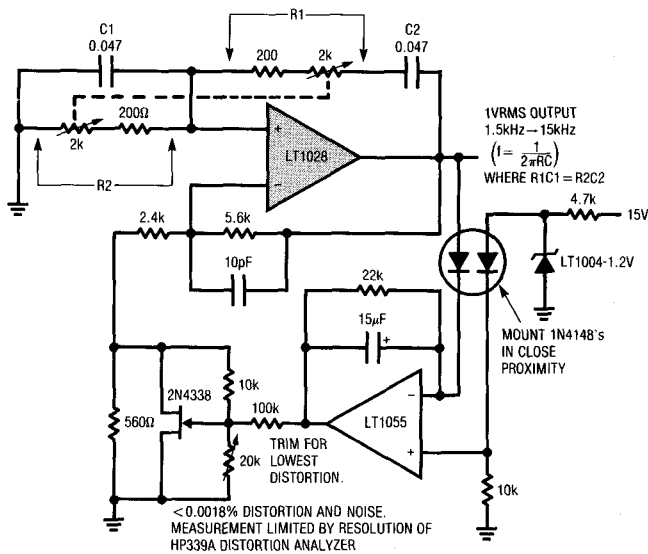 R1
C1
0.047
C2
0.047
200
2k
200Ω
2k
R2
+
LT1028
−
1VRMS OUTPUT
1.5kHz→15kHz
(f = 1/2πRC)
WHERE R1C1 = R2C2
4.7k
15V
LT1004-1.2V
2.4k
5.6k
10pF
22k
15μF
+
MOUNT 1N4148's
IN CLOSE
PROXIMITY
2N4338
10k
100k
LT1055
−
+
560Ω
20k
TRIM FOR
LOWEST
DISTORTION.
10k
<0.0018% DISTORTION AND NOISE.
MEASUREMENT LIMITED BY RESOLUTION OF
HP339A DISTORTION ANALYZER